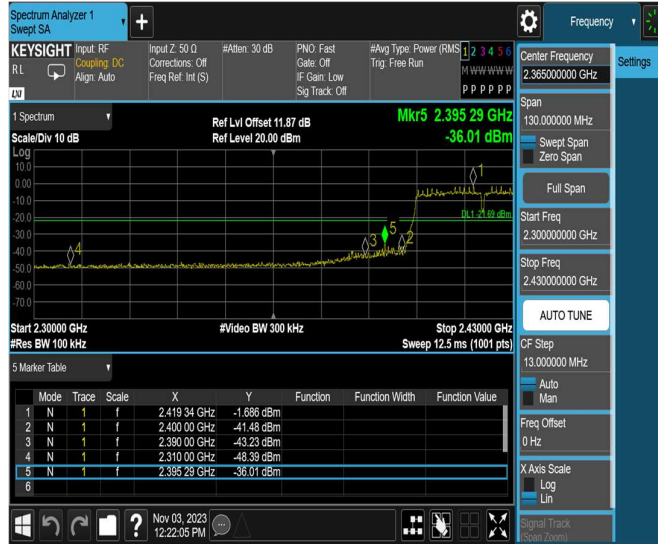 Spectrum Analyzer 1
Swept SA
+
Frequency
KEYSIGHT
RL
LXI
Input: RF
Coupling: DC
Align: Auto
Input Z: 50 Ω
Corrections: Off
Freq Ref: Int (S)
#Atten: 30 dB
PNO: Fast
Gate: Off
IF Gain: Low
Sig Track: Off
#Avg Type: Power (RMS
Trig: Free Run
1 2 3 4 5 6
M W W W W W
P P P P P P
1 Spectrum
Scale/Div 10 dB
Ref Lvl Offset 11.87 dB
Ref Level 20.00 dBm
Mkr5 2.395 29 GHz
-36.01 dBm
Log
10.0
0.00
-10.0
-20.0
-30.0
-40.0
-50.0
-60.0
-70.0
1
DL1 -21.69 dBm
5
3
2
4
Start 2.30000 GHz
#Res BW 100 kHz
#Video BW 300 kHz
Stop 2.43000 GHz
Sweep 12.5 ms (1001 pts)
5 Marker Table
Mode Trace Scale X Y Function Function Width Function Value
1 N 1 f 2.419 34 GHz -1.686 dBm
2 N 1 f 2.400 00 GHz -41.48 dBm
3 N 1 f 2.390 00 GHz -43.23 dBm
4 N 1 f 2.310 00 GHz -48.39 dBm
5 N 1 f 2.395 29 GHz -36.01 dBm
6
Nov 03, 2023
12:22:05 PM
?
Center Frequency
2.365000000 GHz
Settings
Span
130.000000 MHz
Swept Span
Zero Span
Full Span
Start Freq
2.300000000 GHz
Stop Freq
2.430000000 GHz
AUTO TUNE
CF Step
13.000000 MHz
Auto
Man
Freq Offset
0 Hz
X Axis Scale
Log
Lin
Signal Track
(Span Zoom)